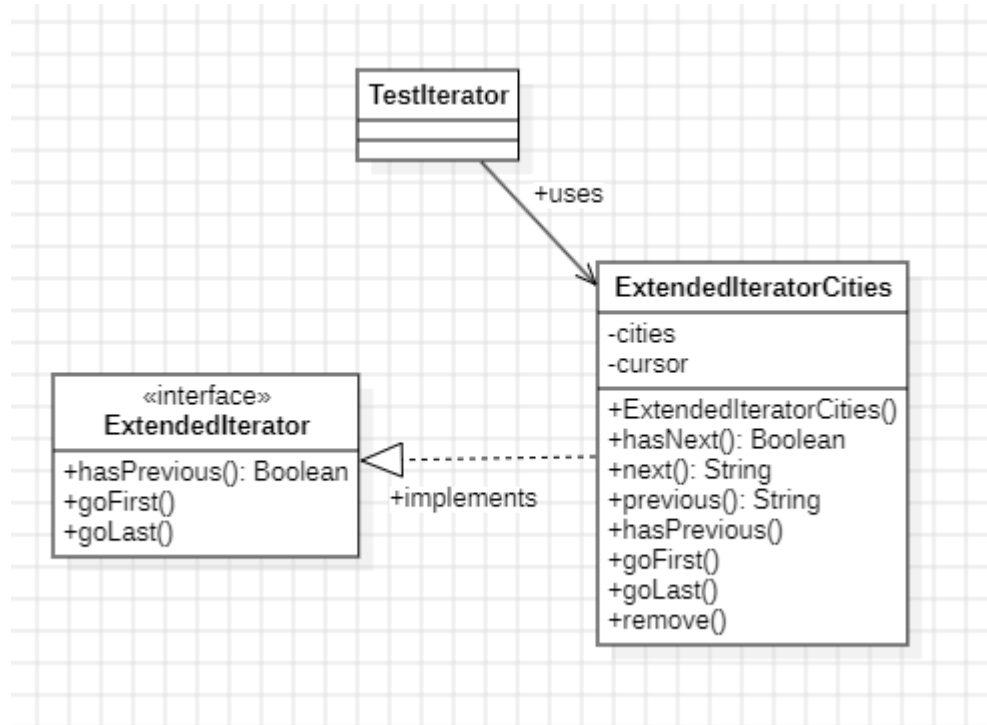 TestIterator
+uses
ExtendedIteratorCities
-cities
-cursor
+ExtendedIteratorCities()
+hasNext(): Boolean
+next(): String
+previous(): String
+hasPrevious()
+goFirst()
+goLast()
+remove()
«interface»
ExtendedIterator
+hasPrevious(): Boolean
+goFirst()
+goLast()
+implements